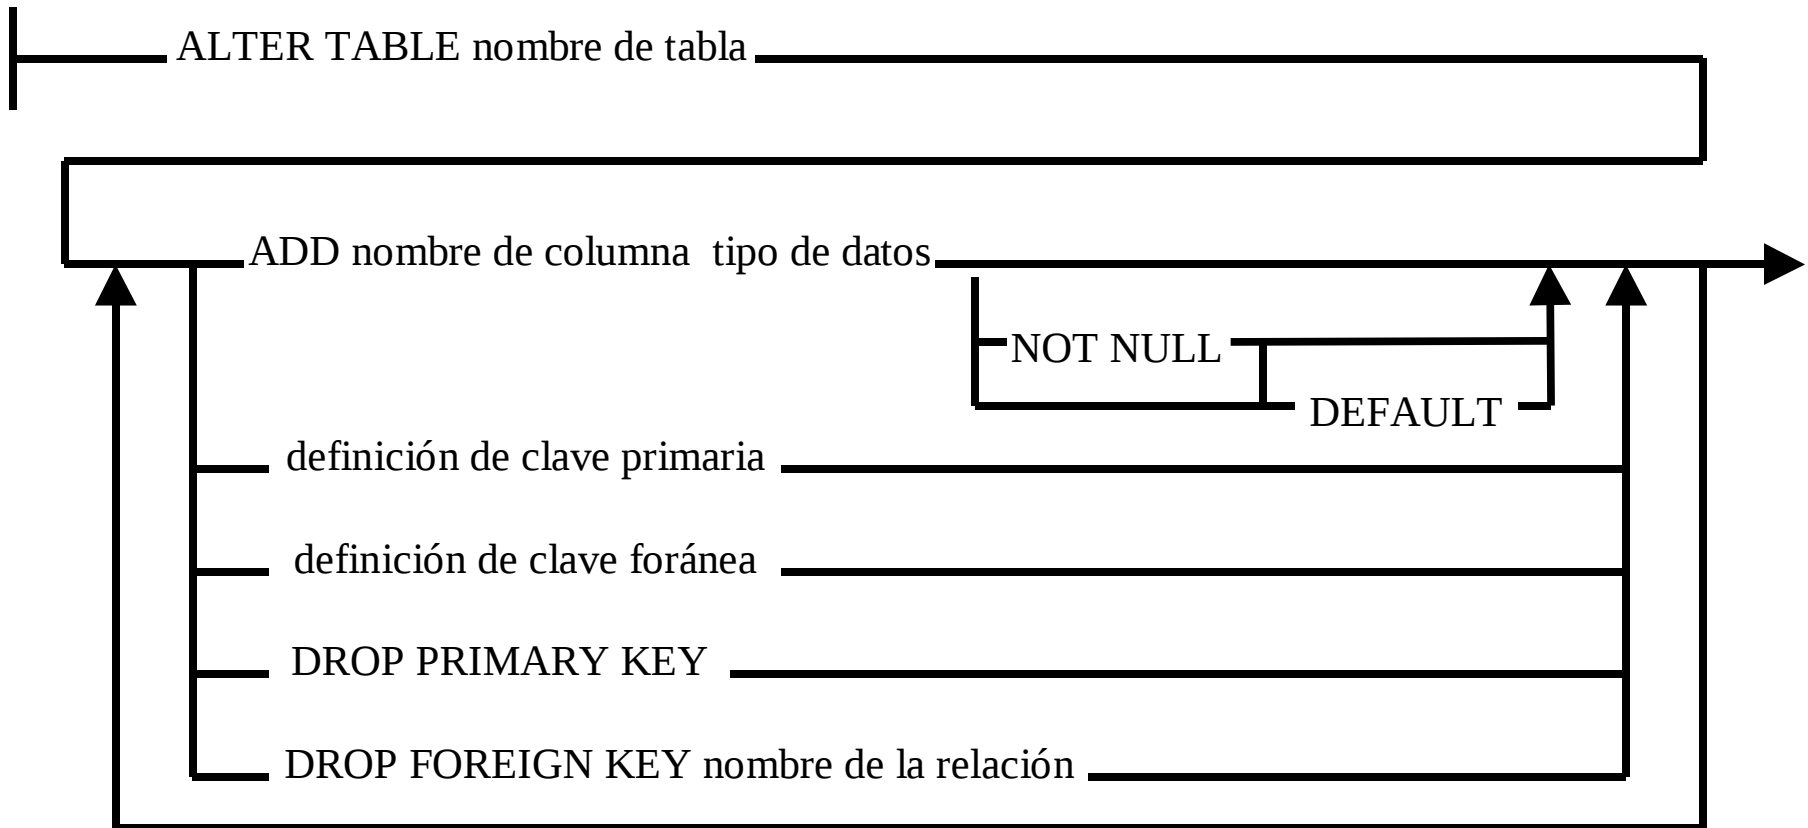 ALTER TABLE nombre de tabla
ADD nombre de columna  tipo de datos
NOT NULL
DEFAULT
definición de clave primaria
definición de clave foránea
DROP PRIMARY KEY
DROP FOREIGN KEY nombre de la relación